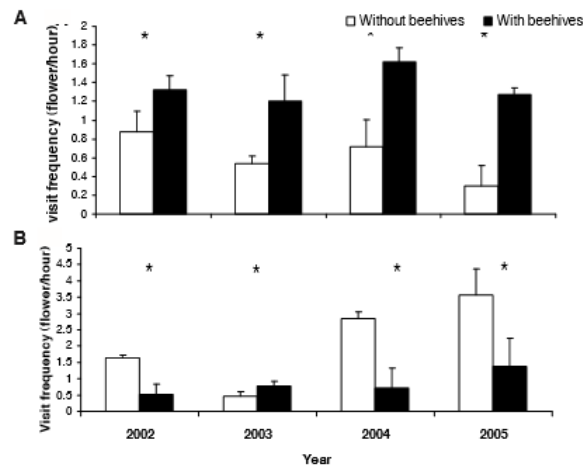 A
Without beehives With beehives
visit frequency (flower/hour)
2
1.8
1.6
1.4
1.2
1
0.8
0.6
0.4
0.2
0
* * * *
B
Visit frequency (flower/hour)
5
4.5
4
3.5
3
2.5
2
1.5
1
0.5
0
* * * *
2002 2003 2004 2005
Year